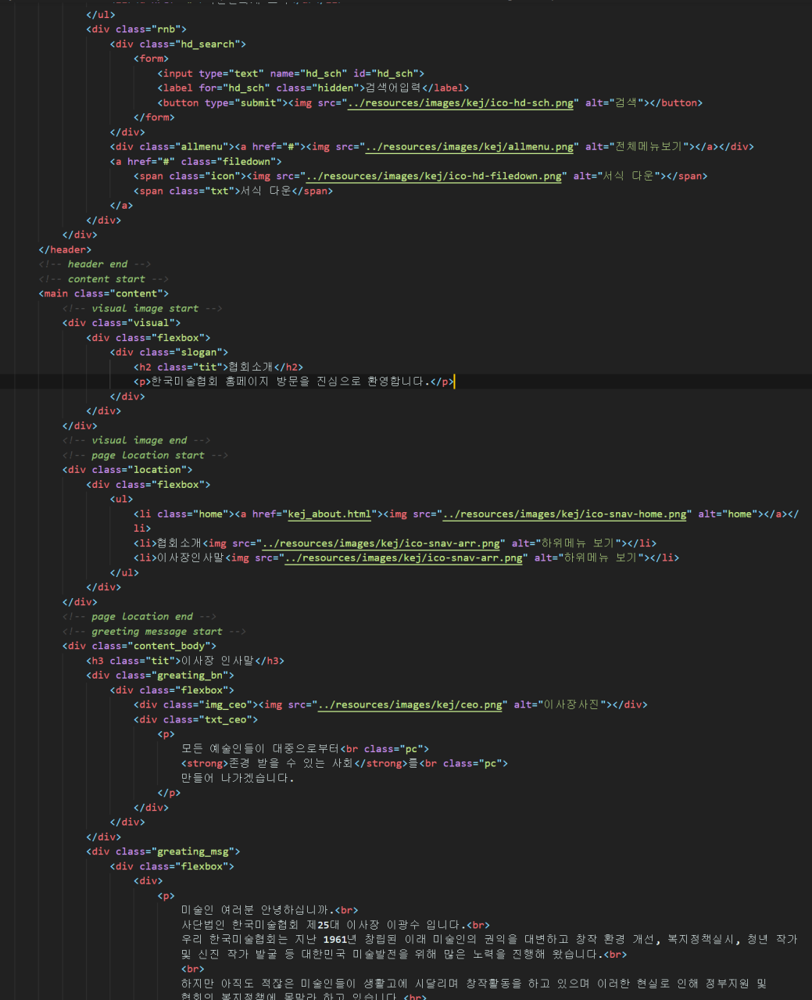 </ul>
<div class="rnb">
<div class="hd_search">
<form>
<input type="text" name="hd_sch" id="hd_sch">
<label for="hd_sch" class="hidden">검색어입력</label>
<button type="submit"><img src="../resources/images/kej/ico-hd-sch.png" alt="검색"></button>
</form>
</div>
<div class="allmenu"><a href="#"><img src="../resources/images/kej/allmenu.png" alt="전체메뉴보기"></a></div>
<a href="#" class="filedown">
<span class="icon"><img src="../resources/images/kej/ico-hd-filedown.png" alt="서식 다운"></span>
<span class="txt">서식 다운</span>
</a>
</div>
</div>
</header>
<!-- header end -->
<!-- content start -->
<main class="content">
<!-- visual image start -->
<div class="visual">
<div class="flexbox">
<div class="slogan">
<h2 class="tit">협회소개</h2>
<p>한국미술협회 홈페이지 방문을 진심으로 환영합니다.</p>
</div>
</div>
</div>
<!-- visual image end -->
<!-- page location start -->
<div class="location">
<div class="flexbox">
<ul>
<li class="home"><a href="kej_about.html"><img src="../resources/images/kej/ico-snav-home.png" alt="home"></a></
li>
<li>협회소개<img src="../resources/images/kej/ico-snav-arr.png" alt="하위메뉴 보기"></li>
<li>이사장인사말<img src="../resources/images/kej/ico-snav-arr.png" alt="하위메뉴 보기"></li>
</ul>
</div>
</div>
<!-- page location end -->
<!-- greeting message start -->
<div class="content_body">
<h3 class="tit">이사장 인사말</h3>
<div class="greating_bn">
<div class="flexbox">
<div class="img_ceo"><img src="../resources/images/kej/ceo.png" alt="이사장사진"></div>
<div class="txt_ceo">
<p>
모든 예술인들이 대중으로부터<br class="pc">
<strong>존경 받을 수 있는 사회</strong>를<br class="pc">
만들어 나가겠습니다.
</p>
</div>
</div>
</div>
<div class="greating_msg">
<div class="flexbox">
<div>
<p>
미술인 여러분 안녕하십니까.<br>
사단법인 한국미술협회 제25대 이사장 이광수 입니다.<br>
우리 한국미술협회는 지난 1961년 창립된 이래 미술인의 권익을 대변하고 창작 환경 개선, 복지정책실시, 청년 작가
및 신진 작가 발굴 등 대한민국 미술발전을 위해 많은 노력을 진행해 왔습니다.<br>
<br>
하지만 아직도 적잖은 미술인들이 생활고에 시달리며 창작활동을 하고 있으며 이러한 현실로 인해 정부지원 및
협회의 복지정책에 목말라 하고 있습니다.<br>